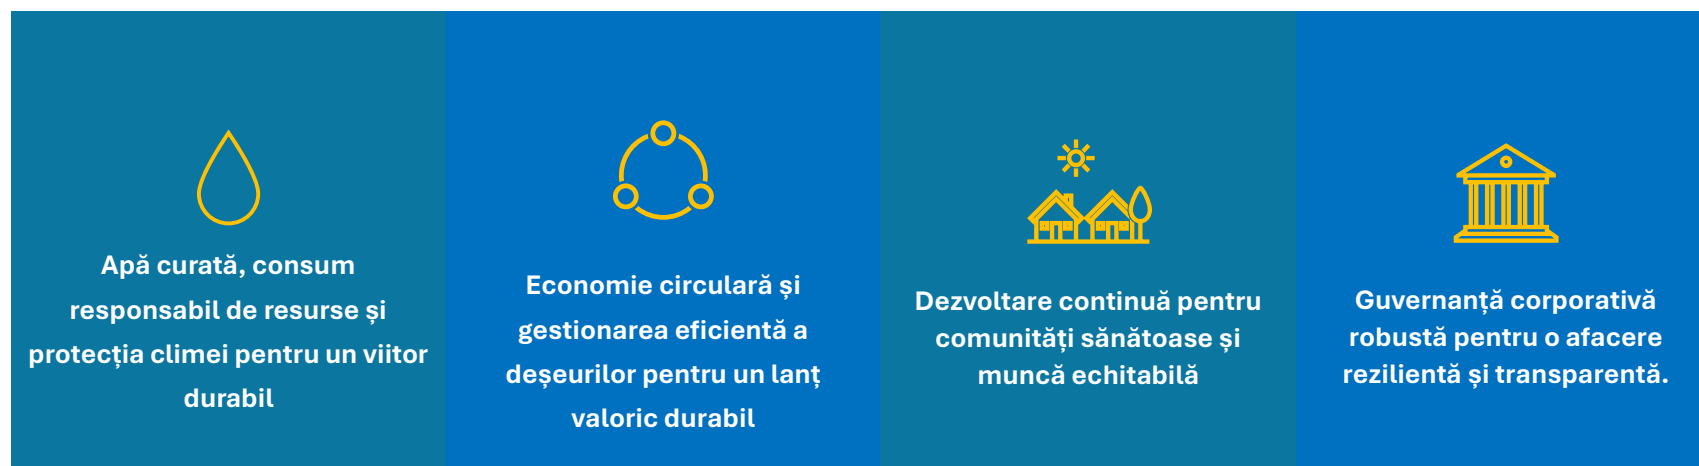 Apă curată, consum
responsabil de resurse și
protecția climei pentru un viitor
durabil
Economie circulară și
gestionarea eficientă a
deșeurilor pentru un lanț
valoric durabil
Dezvoltare continuă pentru
comunități sănătoase și
muncă echitabilă
Guvernanță corporativă
robustă pentru o afacere
rezilientă și transparentă.